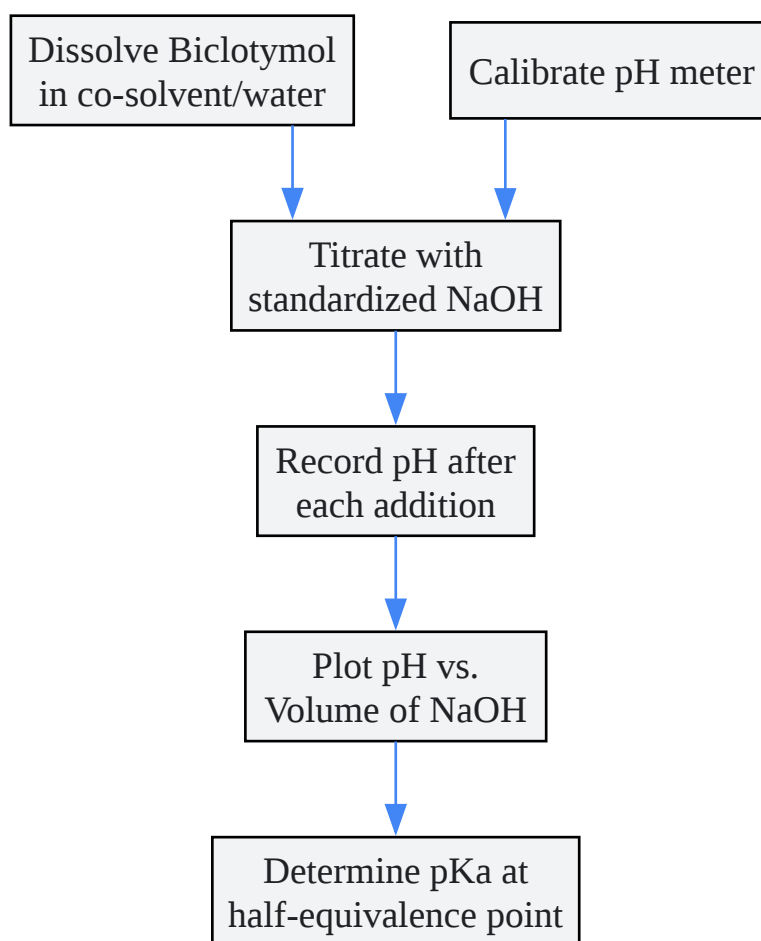 Dissolve Biclotymol
in co-solvent/water
Calibrate pH meter
Titrate with
standardized NaOH
Record pH after
each addition
Plot pH vs.
Volume of NaOH
Determine pKa at
half-equivalence point